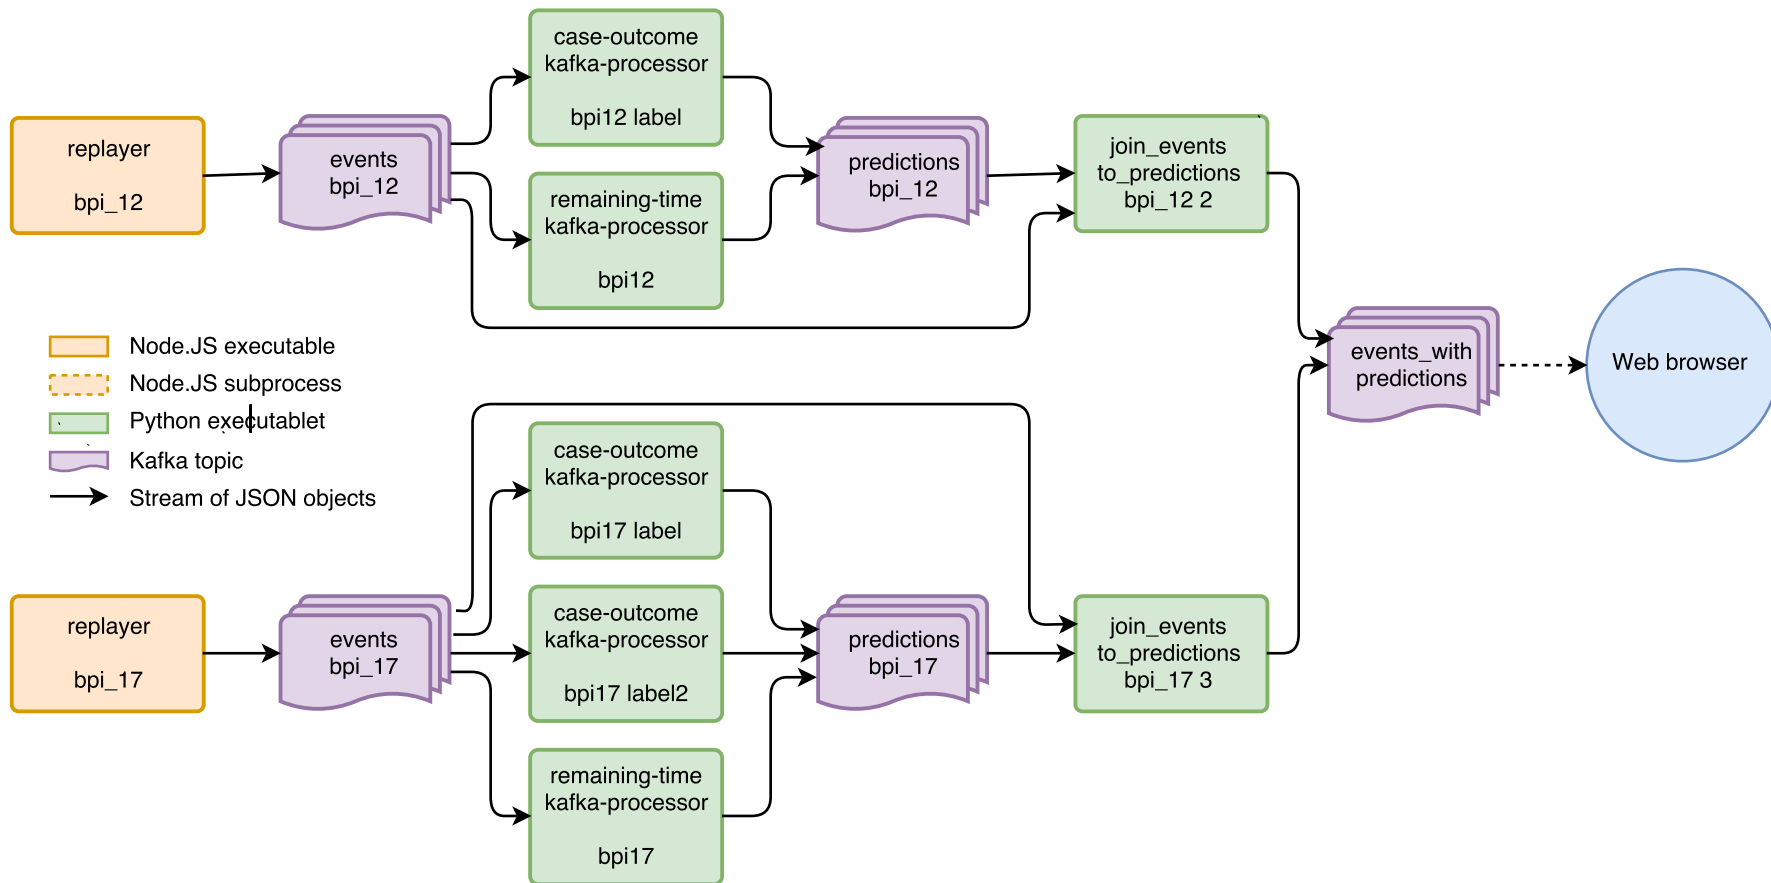 case-outcome
kafka-processor
bpi12 label
replayer
bpi_12
events
bpi_12
predictions
bpi_12
join_events
to_predictions
bpi_12 2
remaining-time
kafka-processor
bpi12
Node.JS executable
Node.JS subprocess
Python executablet
Kafka topic
Stream of JSON objects
events_with
predictions
Web browser
case-outcome
kafka-processor
bpi17 label
replayer
bpi_17
events
bpi_17
case-outcome
kafka-processor
bpi17 label2
predictions
bpi_17
join_events
to_predictions
bpi_17 3
remaining-time
kafka-processor
bpi17